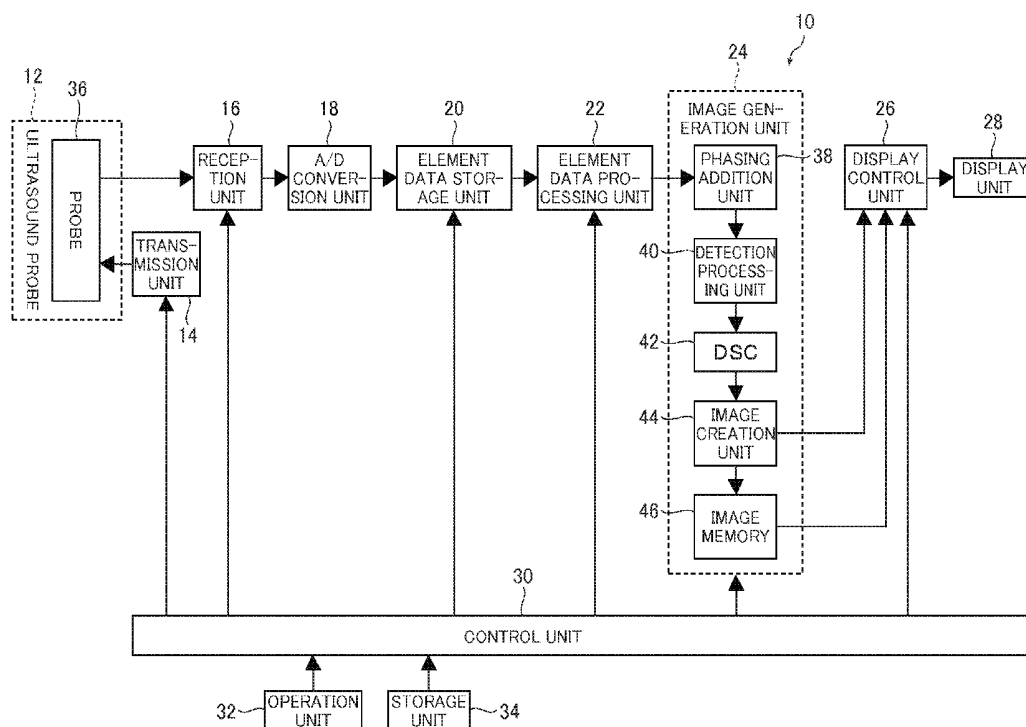 10
12
36
24
16
18
20
22
26
28
ULTRASOUND PROBE
PROBE
RECEP-
TION UNIT
A/D
CONVER-
SION UNIT
ELEMENT
DATA STOR-
AGE UNIT
ELEMENT
DATA PRO-
CESSING UNIT
IMAGE GEN-
ERATION UNIT
PHASING
ADDITION
UNIT
38
DISPLAY
CONTROL
UNIT
DISPLAY
UNIT
TRANS-
MISSION
UNIT
14
40
DETECTION
PROCESS-
ING UNIT
42
DSC
44
IMAGE
CREATION
UNIT
46
IMAGE
MEMORY
30
CONTROL UNIT
32
OPERATION
UNIT
STORAGE
UNIT
34